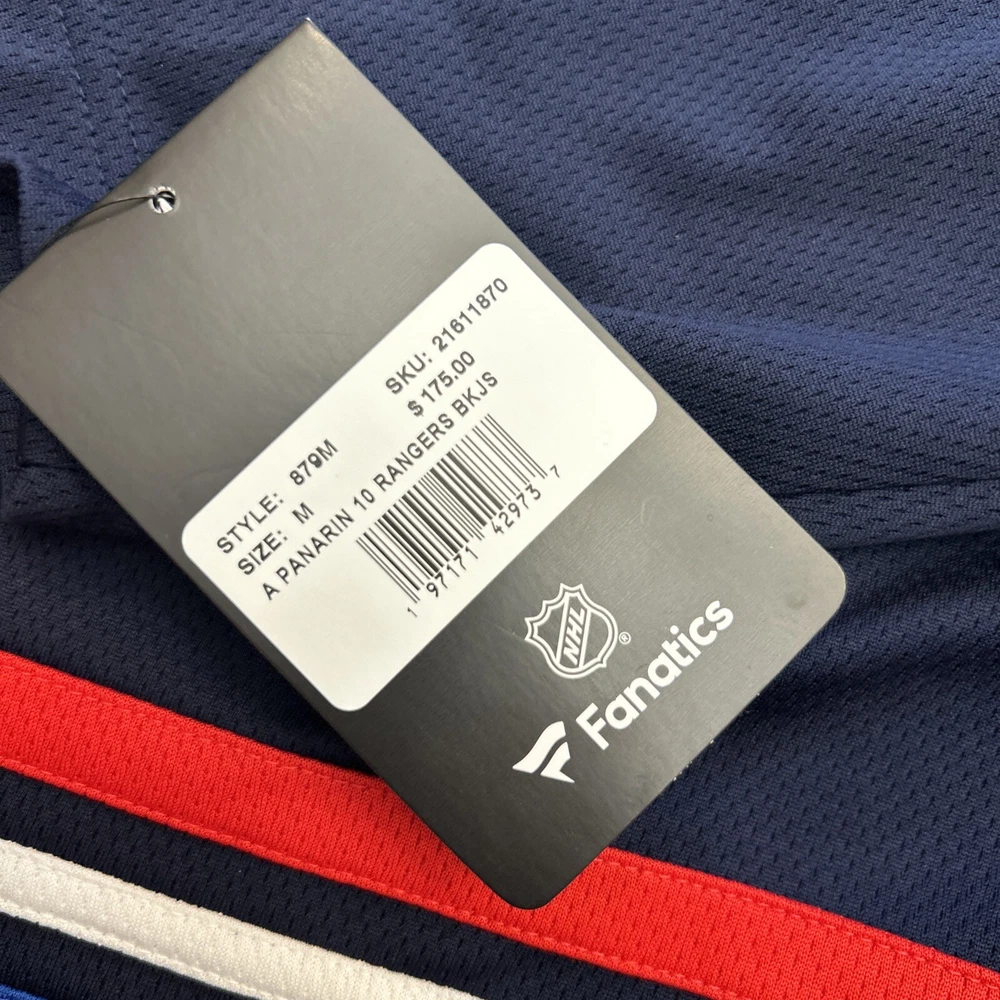 SKU: 21611870
$ 175.00
STYLE: 879M
SIZE: M
A PANARIN 10 RANGERS BKJS
1 97171 42973 7
NHL ®
Fanatics